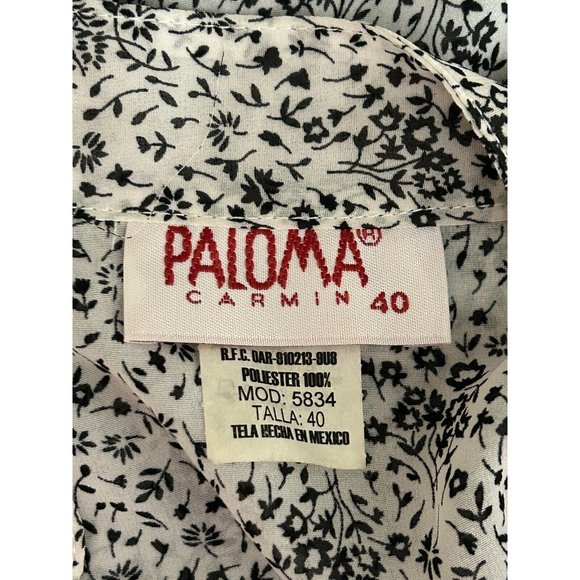 PALOMA®
CARMIN 40
R.F.C. OAR-910213-9U8
POLIESTER 100%
MOD: 5834
TALLA: 40
TELA HECHA EN MEXICO